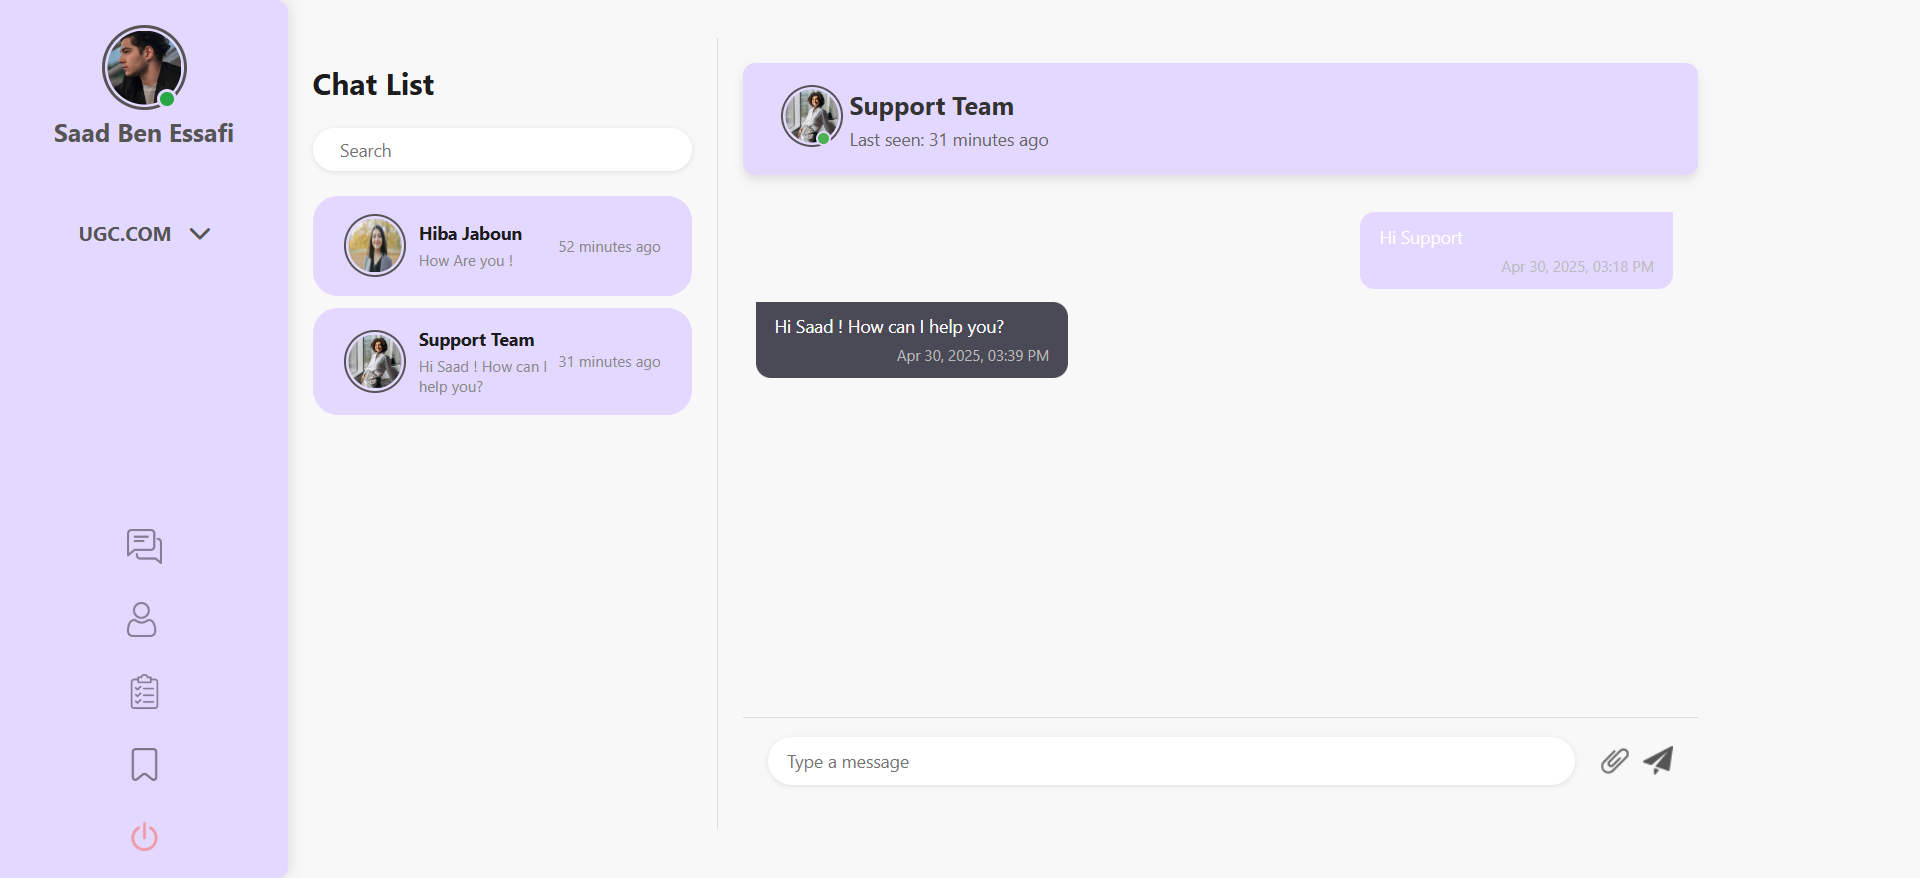 Saad Ben Essafi
UGC.COM
Chat List
Search
Hiba Jaboun
How Are you !
52 minutes ago
Support Team
Hi Saad ! How can I
help you?
31 minutes ago
Support Team
Last seen: 31 minutes ago
Hi Support
Apr 30, 2025, 03:18 PM
Hi Saad ! How can I help you?
Apr 30, 2025, 03:39 PM
Type a message